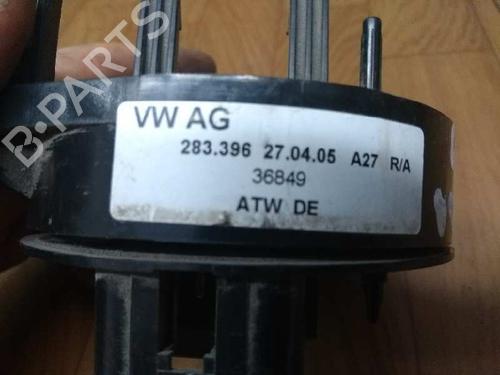 VW AG
283.396 27.04.05 A27 R/A
36849
ATW DE
B·PARTS